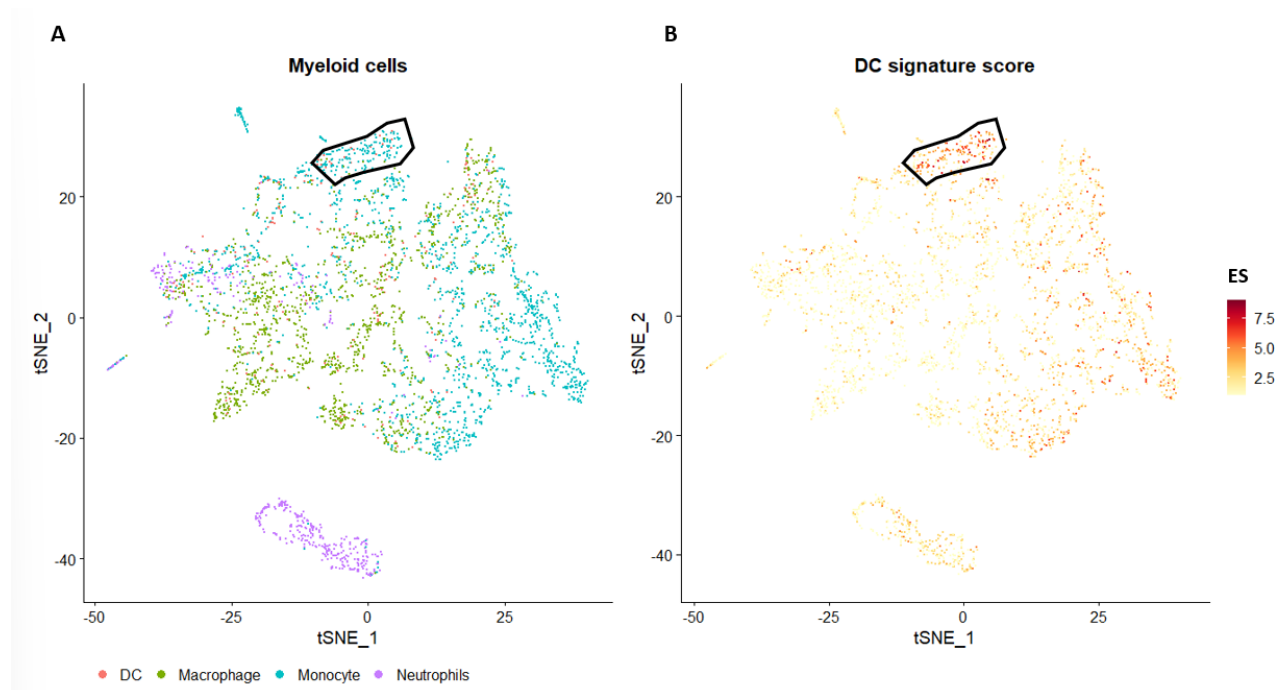 A
B
Myeloid cells
DC signature score
20
0
-20
-40
tSNE_2
-50
-25
0
25
tSNE_1
DC
Macrophage
Monocyte
Neutrophils
20
0
-20
-40
tSNE_2
-50
-25
0
25
tSNE_1
ES
7.5
5.0
2.5